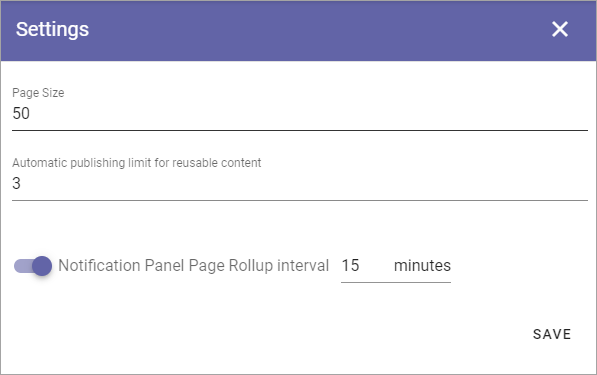 Settings
Page Size
50
Automatic publishing limit for reusable content
3
Notification Panel Page Rollup interval 15 minutes
SAVE